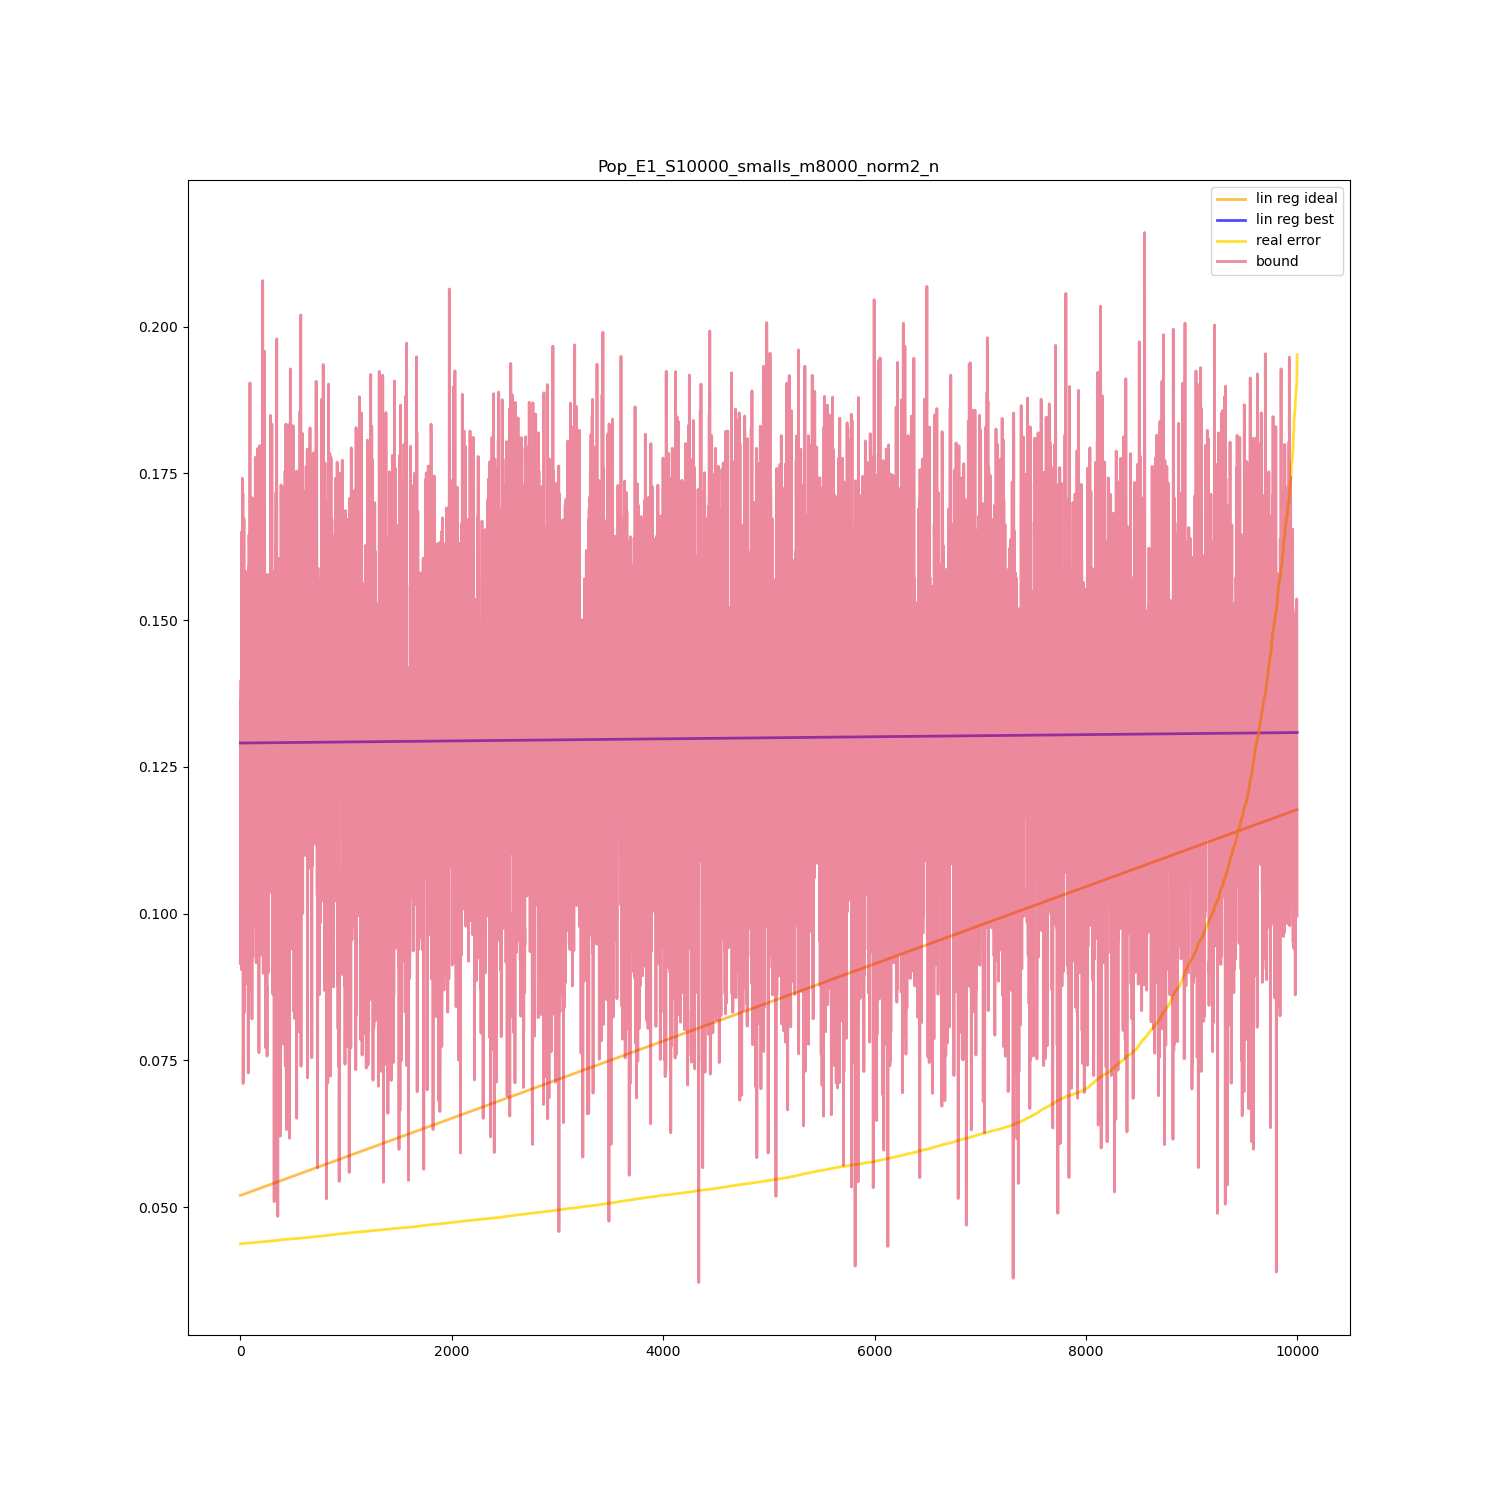 Pop_E1_S10000_smalls_m8000_norm2_n
lin reg ideal
lin reg best
real error
bound
0.200
0.175
0.150
0.125
0.100
0.075
0.050
0 2000 4000 6000 8000 10000